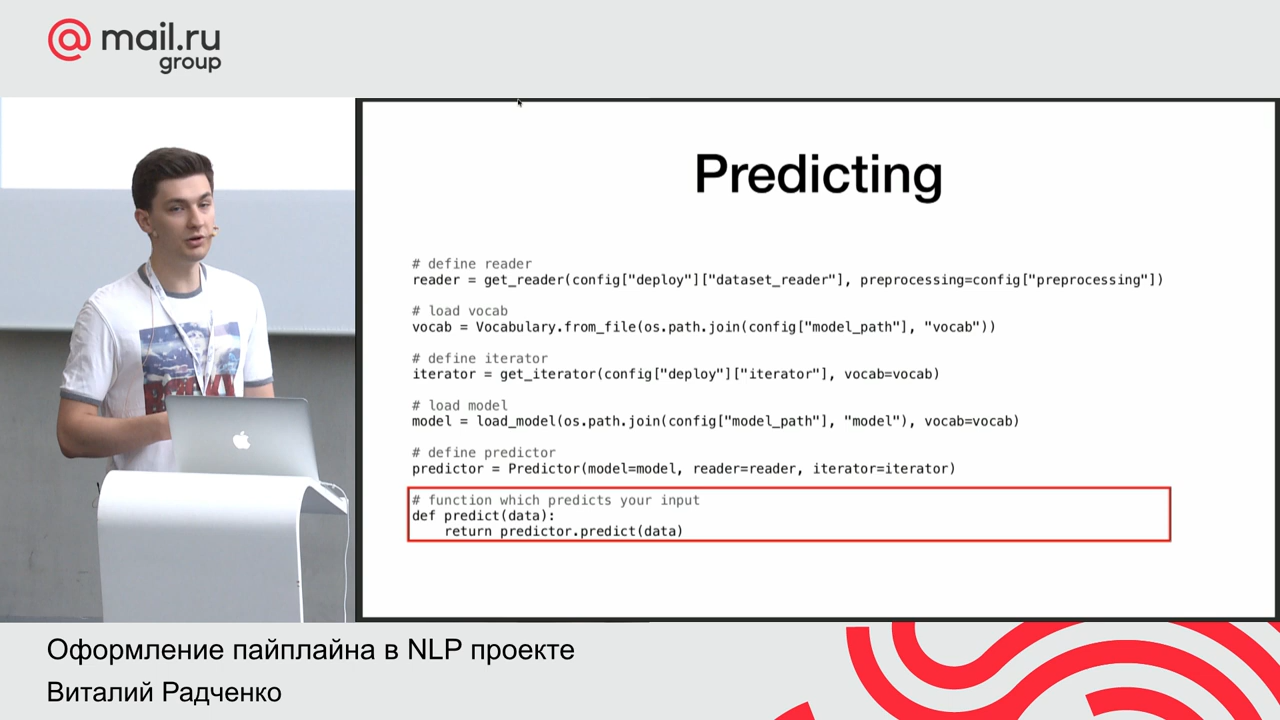 @ mail.ru
group
Predicting
# define reader
reader = get_reader(config["deploy"]["dataset_reader"], preprocessing=config["preprocessing"])
# load vocab
vocab = Vocabulary.from_file(os.path.join(config["model_path"], "vocab"))
# define iterator
iterator = get_iterator(config["deploy"]["iterator"], vocab=vocab)
# load model
model = load_model(os.path.join(config["model_path"], "model"), vocab=vocab)
# define predictor
predictor = Predictor(model=model, reader=reader, iterator=iterator)
# function which predicts your input
def predict(data):
    return predictor.predict(data)
Оформление пайплайна в NLP проекте
Виталий Радченко